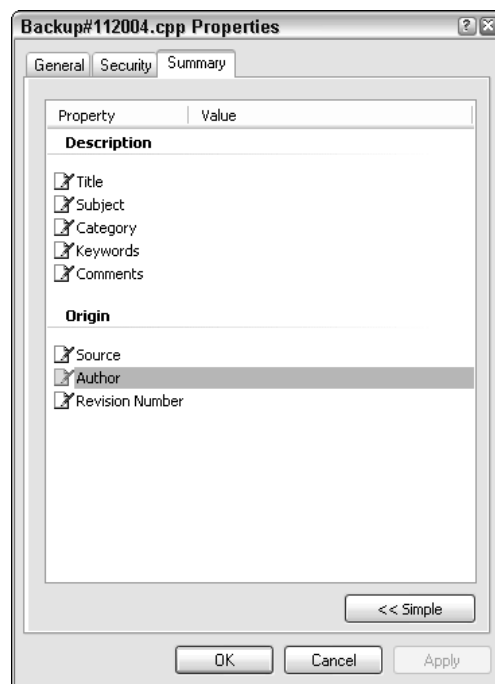 Backup#112004.cpp Properties
General Security Summary
Property Value
Description
Title
Subject
Category
Keywords
Comments
Origin
Source
Author
Revision Number
<< Simple
OK Cancel Apply